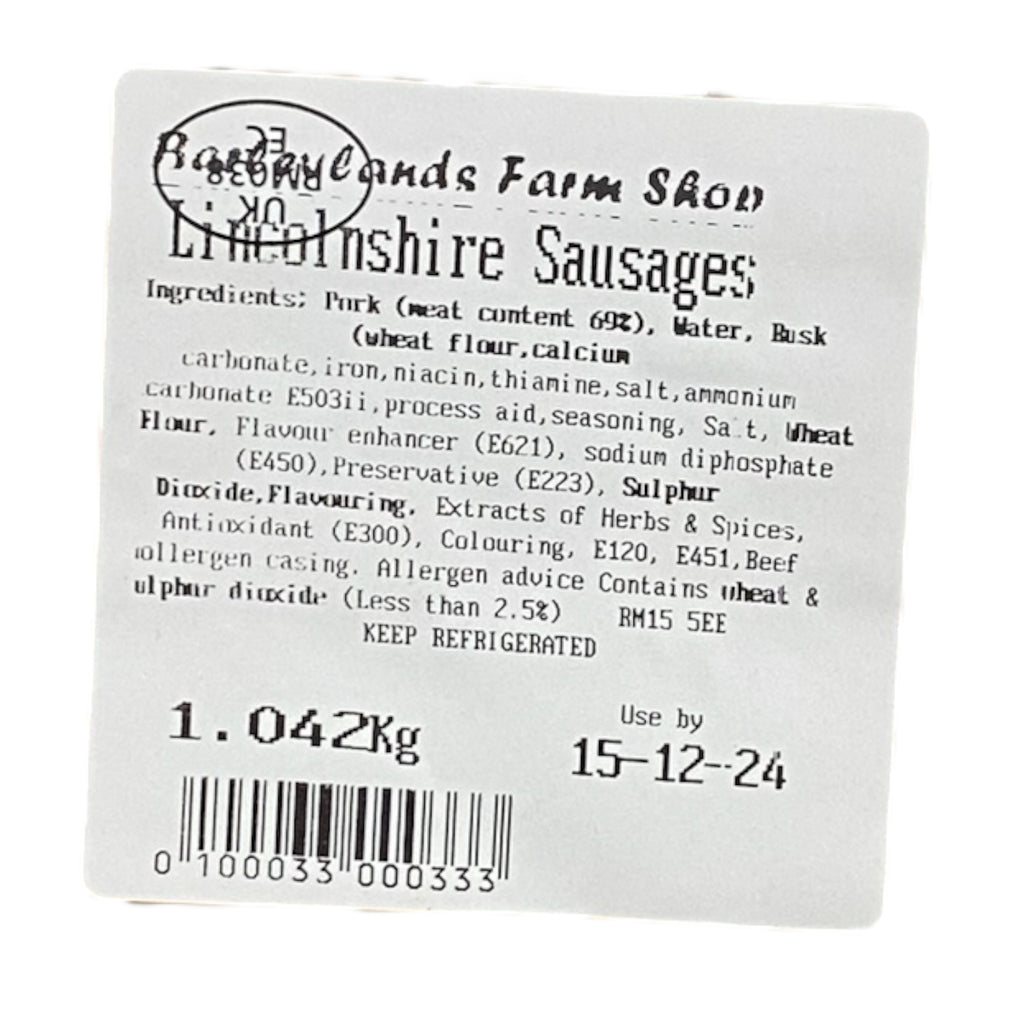 Barleylands Farm Shop
UK
RM038
EC
Lincolnshire Sausages
Ingredients: Pork (meat content 69%), Water, Rusk
(wheat flour,calcium
carbonate,iron,niacin,thiamine,salt,ammonium
carbonate E503ii,process aid,seasoning, Salt, Wheat
Flour, Flavour enhancer (E621), sodium diphosphate
(E450),Preservative (E223), Sulphur
Dioxide,Flavouring, Extracts of Herbs & Spices,
Antioxidant (E300), Colouring, E120, E451,Beef
ollergen casing. Allergen advice Contains wheat &
ulphur dioxide (Less than 2.5%) RM15 5EE
KEEP REFRIGERATED
1.042Kg
Use by
15-12-24
0 100033 000333